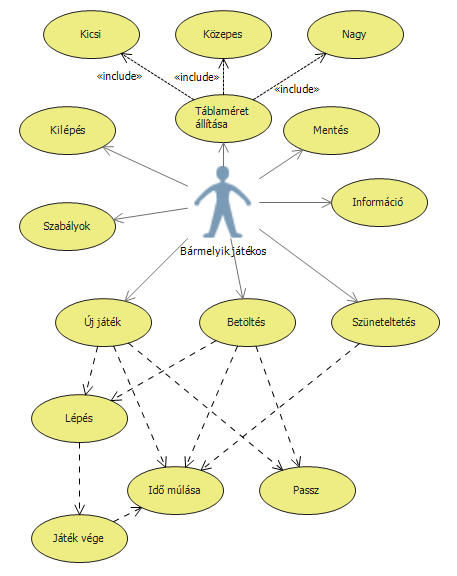 Kicsi
Közepes
Nagy
«include»
«include»
«include»
Táblaméret
állítása
Kilépés
Mentés
Szabályok
Információ
Bármelyik játékos
Új játék
Betöltés
Szüneteltetés
Lépés
Idő múlása
Passz
Játék vége